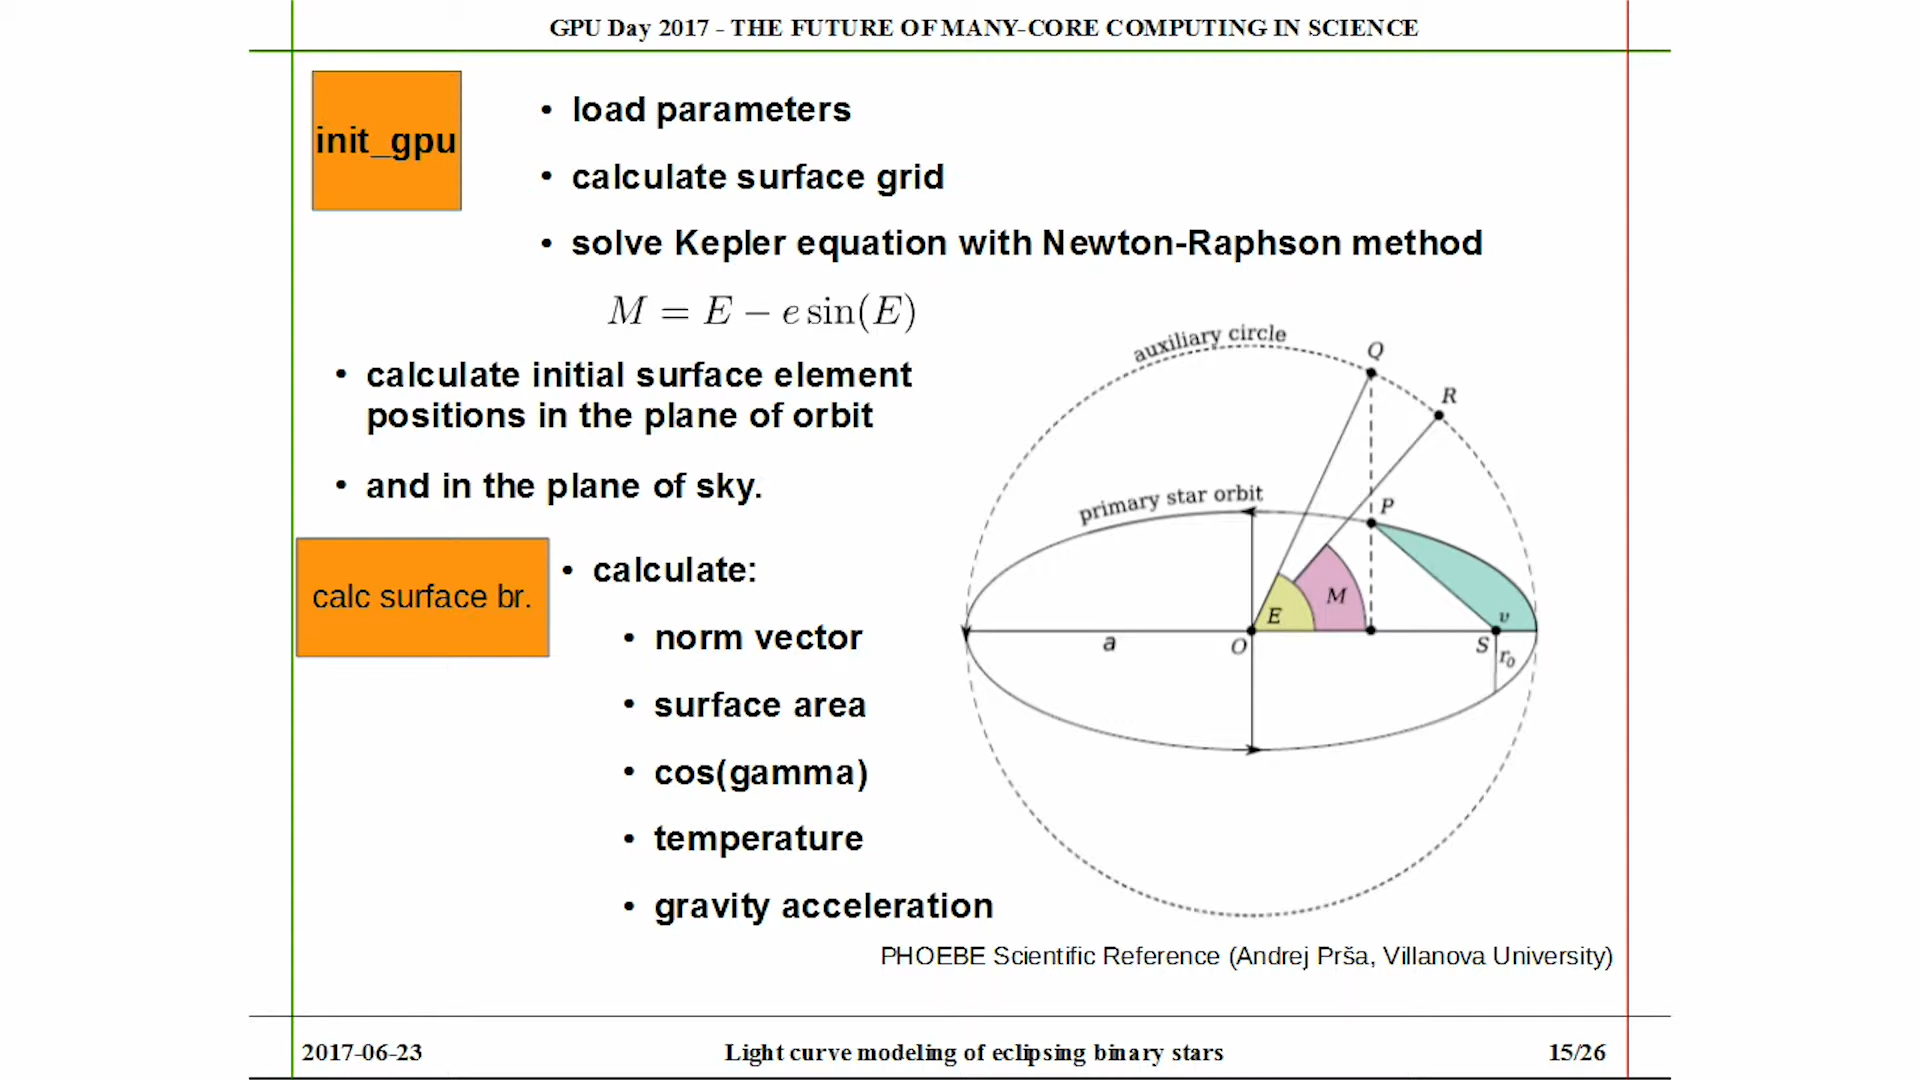 GPU Day 2017 - THE FUTURE OF MANY-CORE COMPUTING IN SCIENCE
init_gpu
• load parameters
• calculate surface grid
• solve Kepler equation with Newton-Raphson method
M = E − e sin(E)
• calculate initial surface element
positions in the plane of orbit
• and in the plane of sky.
calc surface br.
• calculate:
• norm vector
• surface area
• cos(gamma)
• temperature
• gravity acceleration
auxiliary circle
Q
R
primary star orbit
P
E
M
υ
a
O
S
r₀
PHOEBE Scientific Reference (Andrej Prša, Villanova University)
2017-06-23
Light curve modeling of eclipsing binary stars
15/26